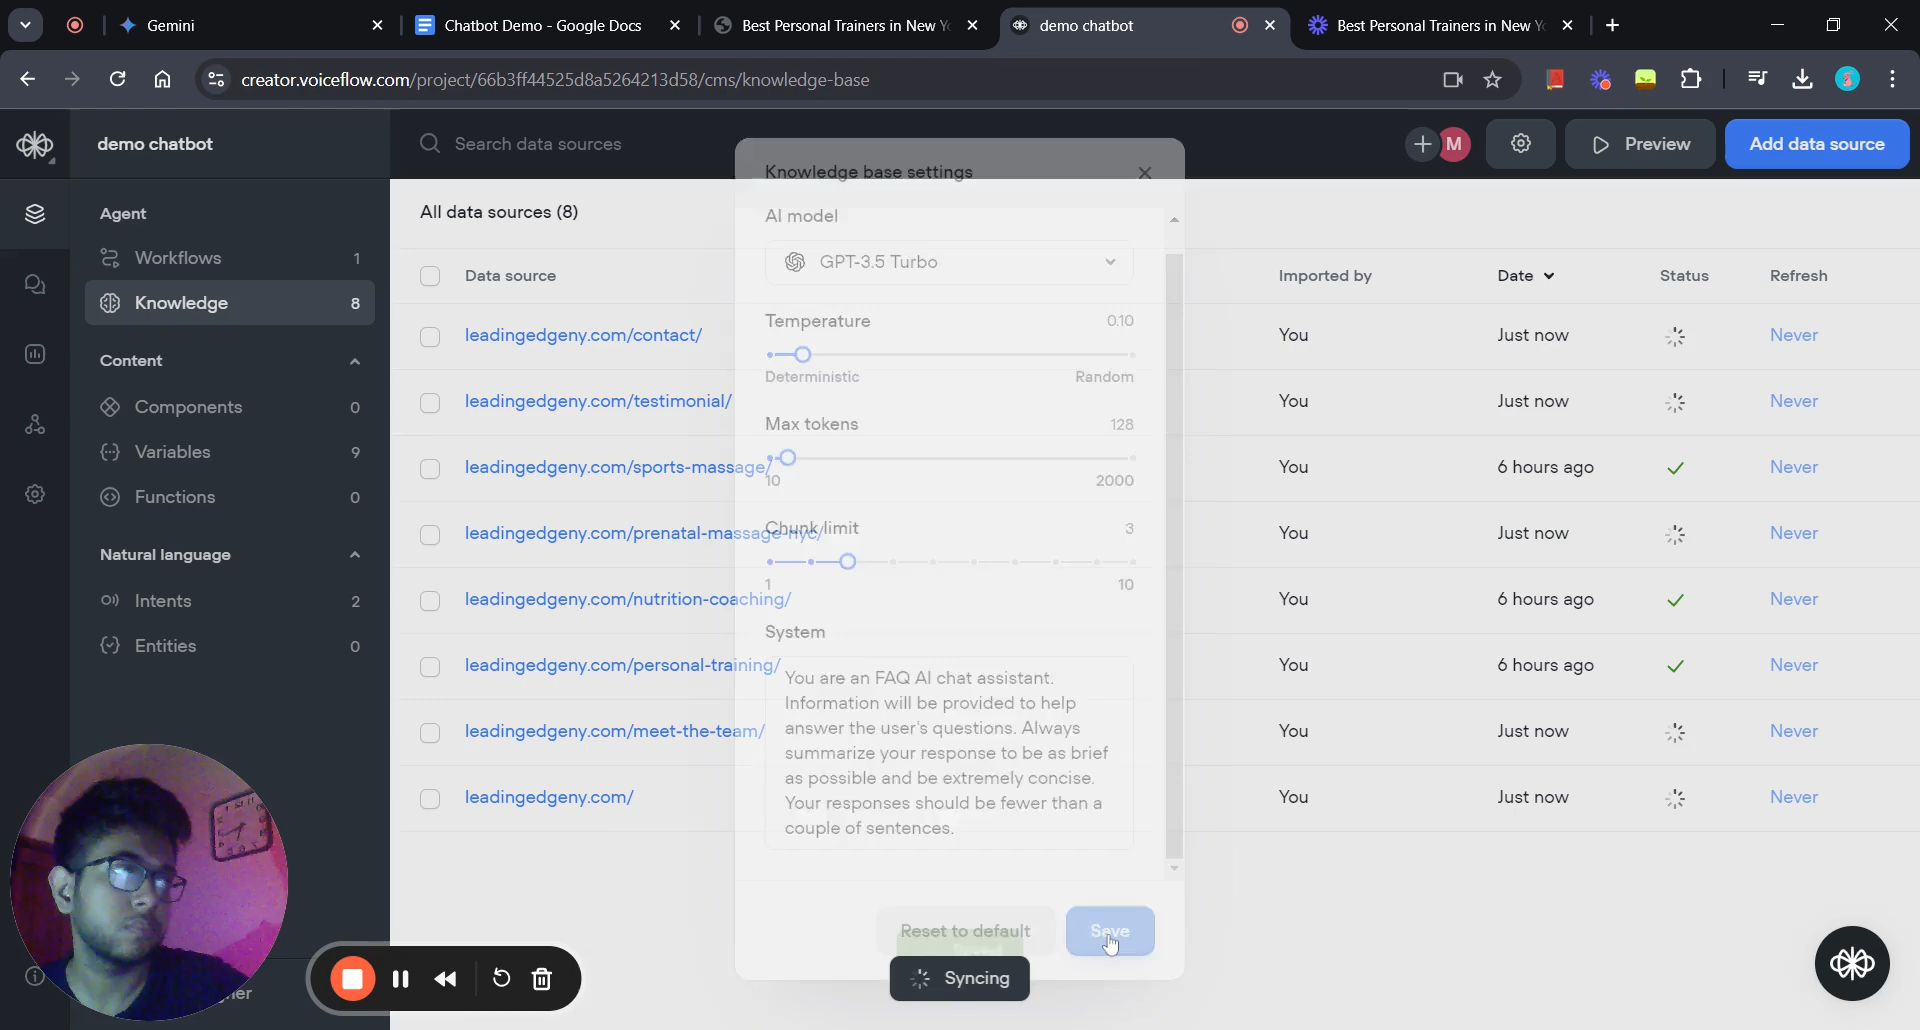 Gemini
Chatbot Demo - Google Docs
Best Personal Trainers in New Yo
demo chatbot
Best Personal Trainers in New Yo
creator.voiceflow.com/project/66b3ff44525d8a5264213d58/cms/knowledge-base
demo chatbot
Search data sources
M
Preview
Add data source
Agent
Workflows 1
Knowledge 8
Content
Components 0
Variables 9
Functions 0
Natural language
Intents 2
Entities 0
All data sources (8)
Data source Imported by Date Status Refresh
leadingedgeny.com/contact/ You Just now Never
leadingedgeny.com/testimonial/ You Just now Never
leadingedgeny.com/sports-massage/ You 6 hours ago Never
leadingedgeny.com/prenatal-massage-nyc/ You Just now Never
leadingedgeny.com/nutrition-coaching/ You 6 hours ago Never
leadingedgeny.com/personal-training/ You 6 hours ago Never
leadingedgeny.com/meet-the-team/ You Just now Never
leadingedgeny.com/ You Just now Never
Knowledge base settings
AI model
GPT-3.5 Turbo
Temperature 0.10
Deterministic Random
Max tokens 128
10 2000
Chunk limit 3
1 10
System
You are an FAQ AI chat assistant.
Information will be provided to help
answer the user's questions. Always
summarize your response to be as brief
as possible and be extremely concise.
Your responses should be fewer than a
couple of sentences.
Reset to default
Save
Syncing